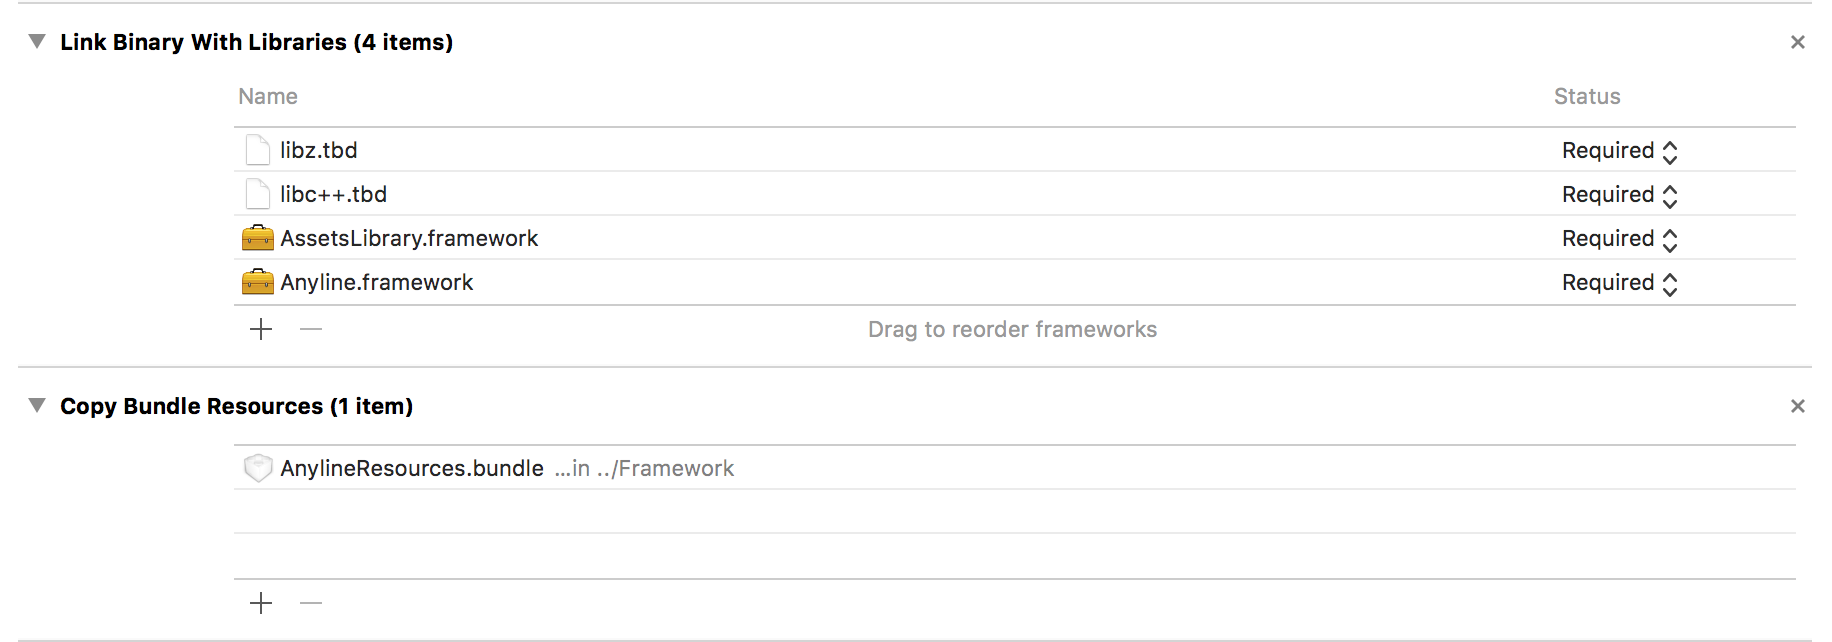 Link Binary With Libraries (4 items)
Name Status
libz.tbd Required
libc++.tbd Required
AssetsLibrary.framework Required
Anyline.framework Required
Drag to reorder frameworks
Copy Bundle Resources (1 item)
AnylineResources.bundle ...in ../Framework